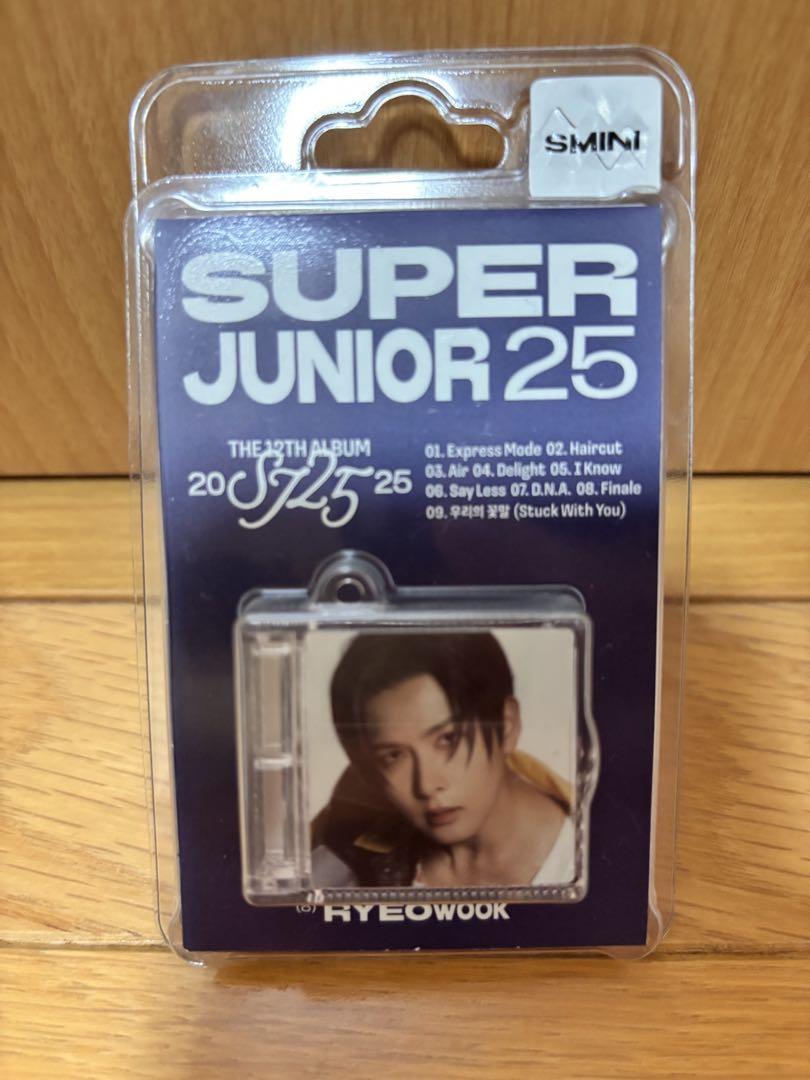 SMINI
SUPER
JUNIOR 25
THE 12TH ALBUM
20 SJ25 25
01. Express Mode 02. Haircut
03. Air 04. Delight 05. I Know
06. Say Less 07. D.N.A. 08. Finale
09. 우리의 꽃말 (Stuck With You)
RYEOWOOK